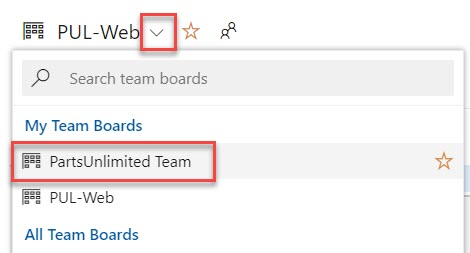 PUL-Web
Search team boards
My Team Boards
PartsUnlimited Team
PUL-Web
All Team Boards